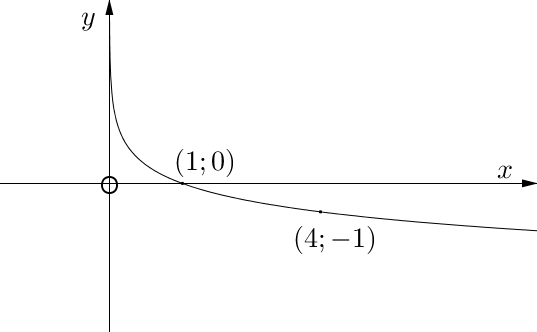 y
(1; 0)
x
O
(4; −1)